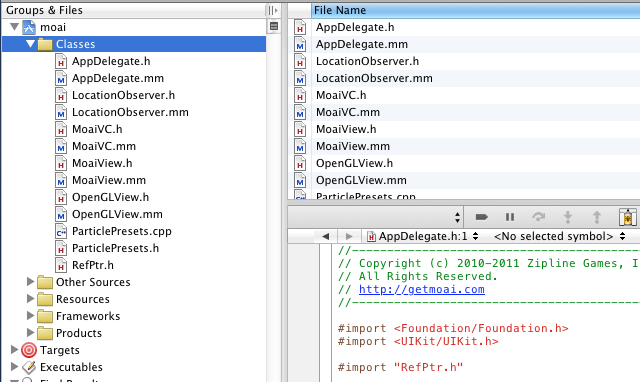 Groups & Files
moai
Classes
AppDelegate.h
AppDelegate.mm
LocationObserver.h
LocationObserver.mm
MoaiVC.h
MoaiVC.mm
MoaiView.h
MoaiView.mm
OpenGLView.h
OpenGLView.mm
ParticlePresets.cpp
ParticlePresets.h
RefPtr.h
Other Sources
Resources
Frameworks
Products
Targets
Executables
Find Results
File Name
AppDelegate.h
AppDelegate.mm
LocationObserver.h
LocationObserver.mm
MoaiVC.h
MoaiVC.mm
MoaiView.h
MoaiView.mm
OpenGLView.h
OpenGLView.mm
ParticlePresets.cpp
AppDelegate.h:1 <No selected symbol>
//----------------------------------------
// Copyright (c) 2010-2011 Zipline Games, I
// All Rights Reserved.
// http://getmoai.com
//----------------------------------------
#import <Foundation/Foundation.h>
#import <UIKit/UIKit.h>
#import "RefPtr.h"